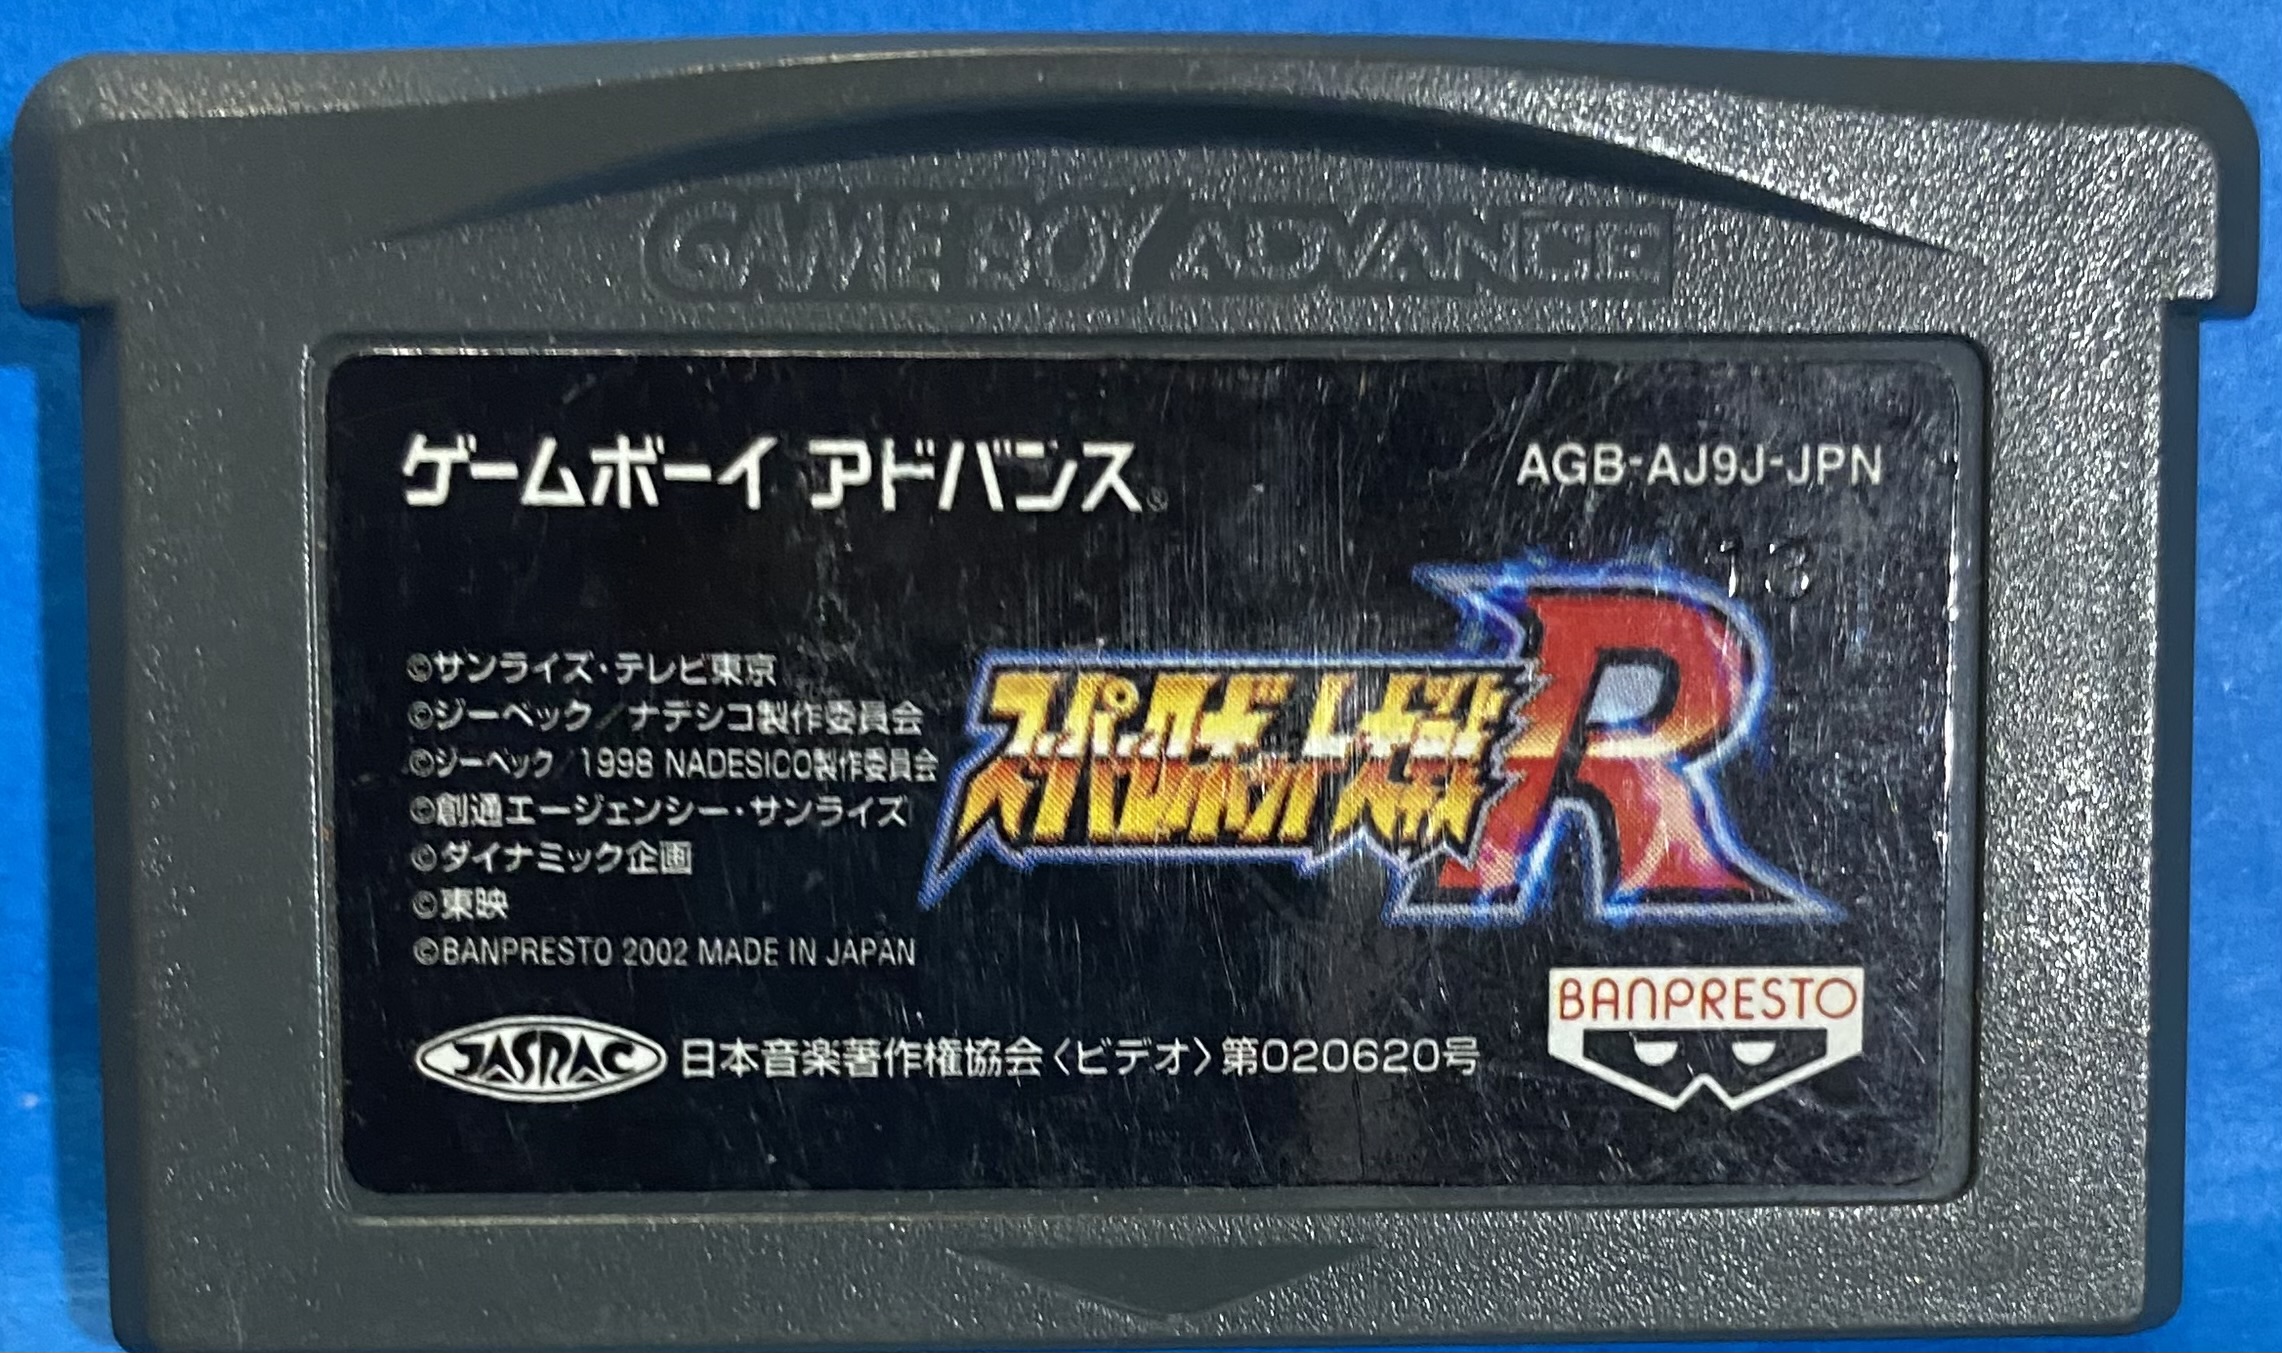 GAME BOY ADVANCE
ゲームボーイ アドバンス®
AGB-AJ9J-JPN
13
©サンライズ・テレビ東京
©ジーベック/ナデシコ製作委員会
©ジーベック/1998 NADESICO製作委員会
©創通エージェンシー・サンライズ
©ダイナミック企画
©東映
©BANPRESTO 2002 MADE IN JAPAN
スーパーロボット大戦R
BANPRESTO
JASRAC 日本音楽著作権協会〈ビデオ〉第020620号